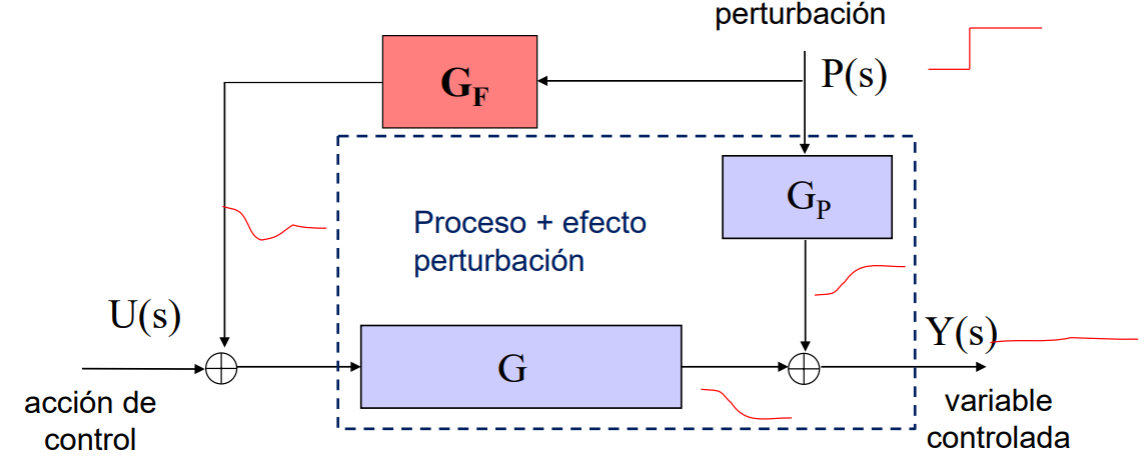 perturbación
P(s)
G_F
G_P
Proceso + efecto
perturbación
U(s)
G
Y(s)
acción de
control
variable
controlada